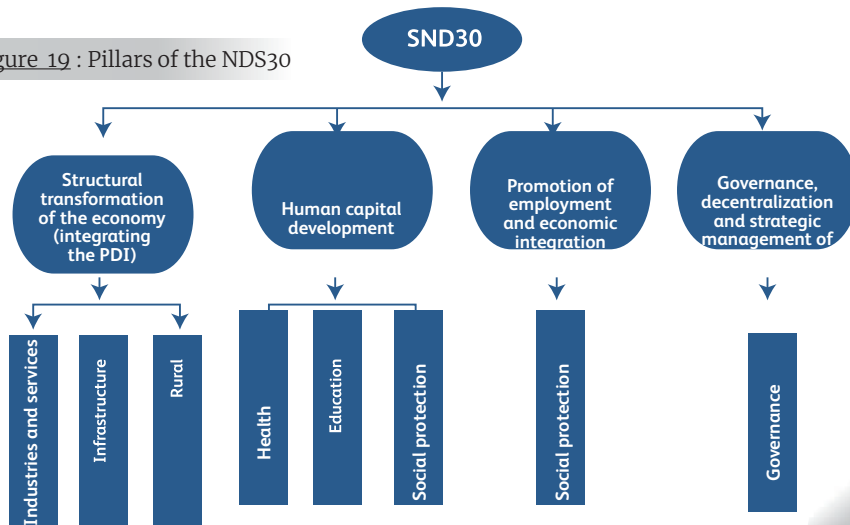 SND30
gure 19 : Pillars of the NDS30
Structural
transformation
of the economy
(integrating
the PDI)
Human capital
development
Promotion of
employment
and economic
integration
Governance,
decentralization
and strategic
management of
Industries and services
Infrastructure
Rural
Health
Education
Social protection
Social protection
Governance